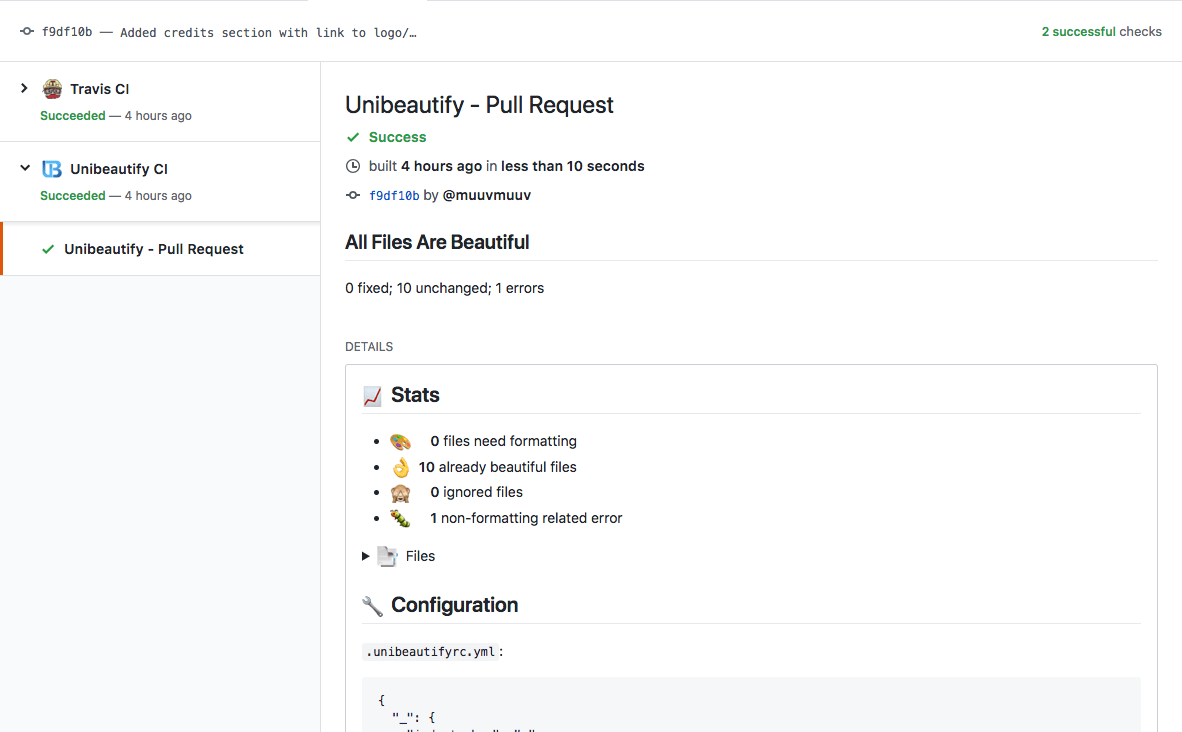 f9df10b — Added credits section with link to logo/…
2 successful checks
Travis CI
Succeeded — 4 hours ago
Unibeautify CI
Succeeded — 4 hours ago
Unibeautify - Pull Request
Unibeautify - Pull Request
Success
built 4 hours ago in less than 10 seconds
f9df10b by @muuvmuuv
All Files Are Beautiful
0 fixed; 10 unchanged; 1 errors
DETAILS
Stats
0 files need formatting
10 already beautiful files
0 ignored files
1 non-formatting related error
Files
Configuration
.unibeautifyrc.yml:
{
"_": {